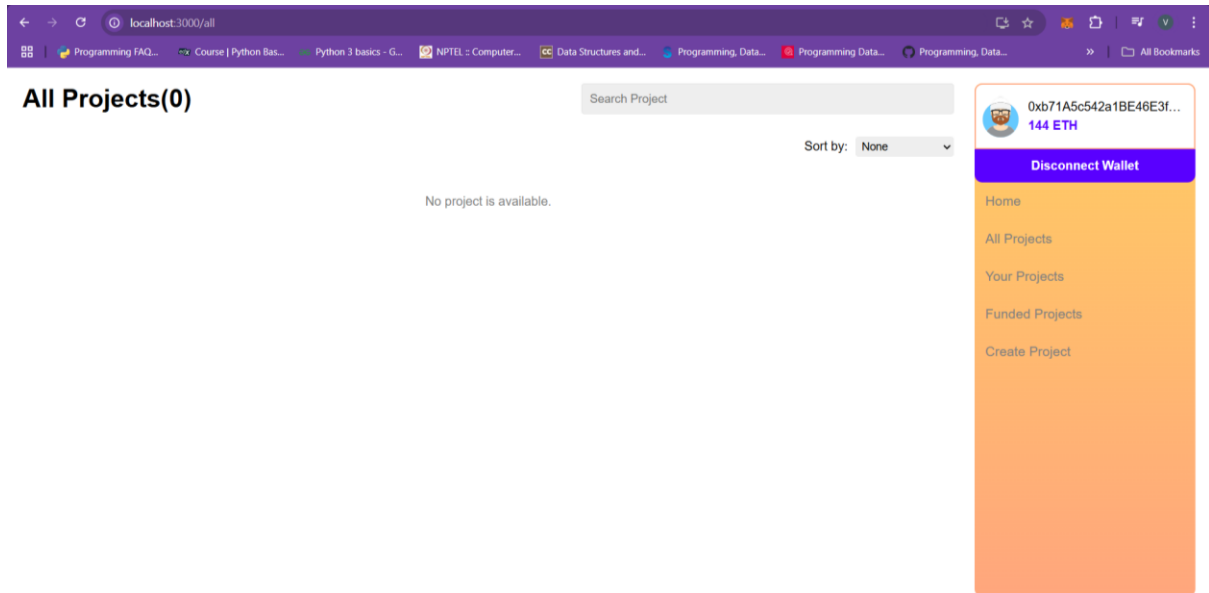 localhost:3000/all
Programming FAQ... Course | Python Bas... Python 3 basics - G... NPTEL :: Computer... Data Structures and... Programming, Data... Programming Data... Programming, Data... » All Bookmarks
All Projects(0)
Search Project
0xb71A5c542a1BE46E3f...
144 ETH
Sort by: None
Disconnect Wallet
No project is available.
Home
All Projects
Your Projects
Funded Projects
Create Project